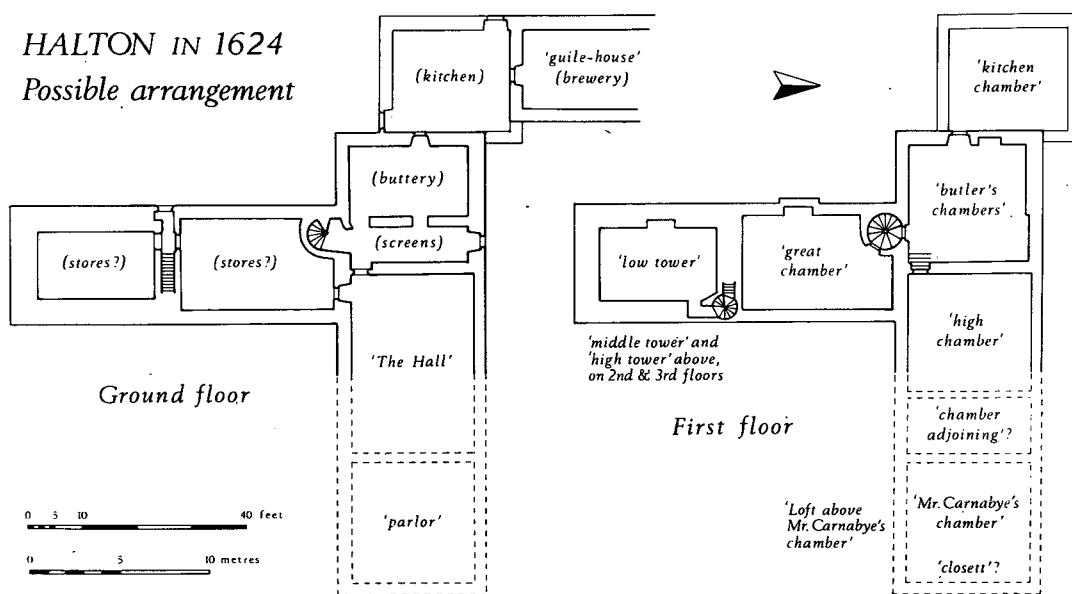 HALTON IN 1624
Possible arrangement
(kitchen)
'guile-house'
(brewery)
(buttery)
(screens)
(stores?)
(stores?)
'The Hall'
'parlor'
Ground floor
0 5 10 40 feet
0 5 10 metres
'kitchen
chamber'
'butler's
chambers'
'low tower'
'great
chamber'
'middle tower' and
'high tower' above,
on 2nd & 3rd floors
'high
chamber'
First floor
'chamber
adjoining'?
'Loft above
Mr. Carnabye's
chamber'
'Mr. Carnabye's
chamber'
'closett'?